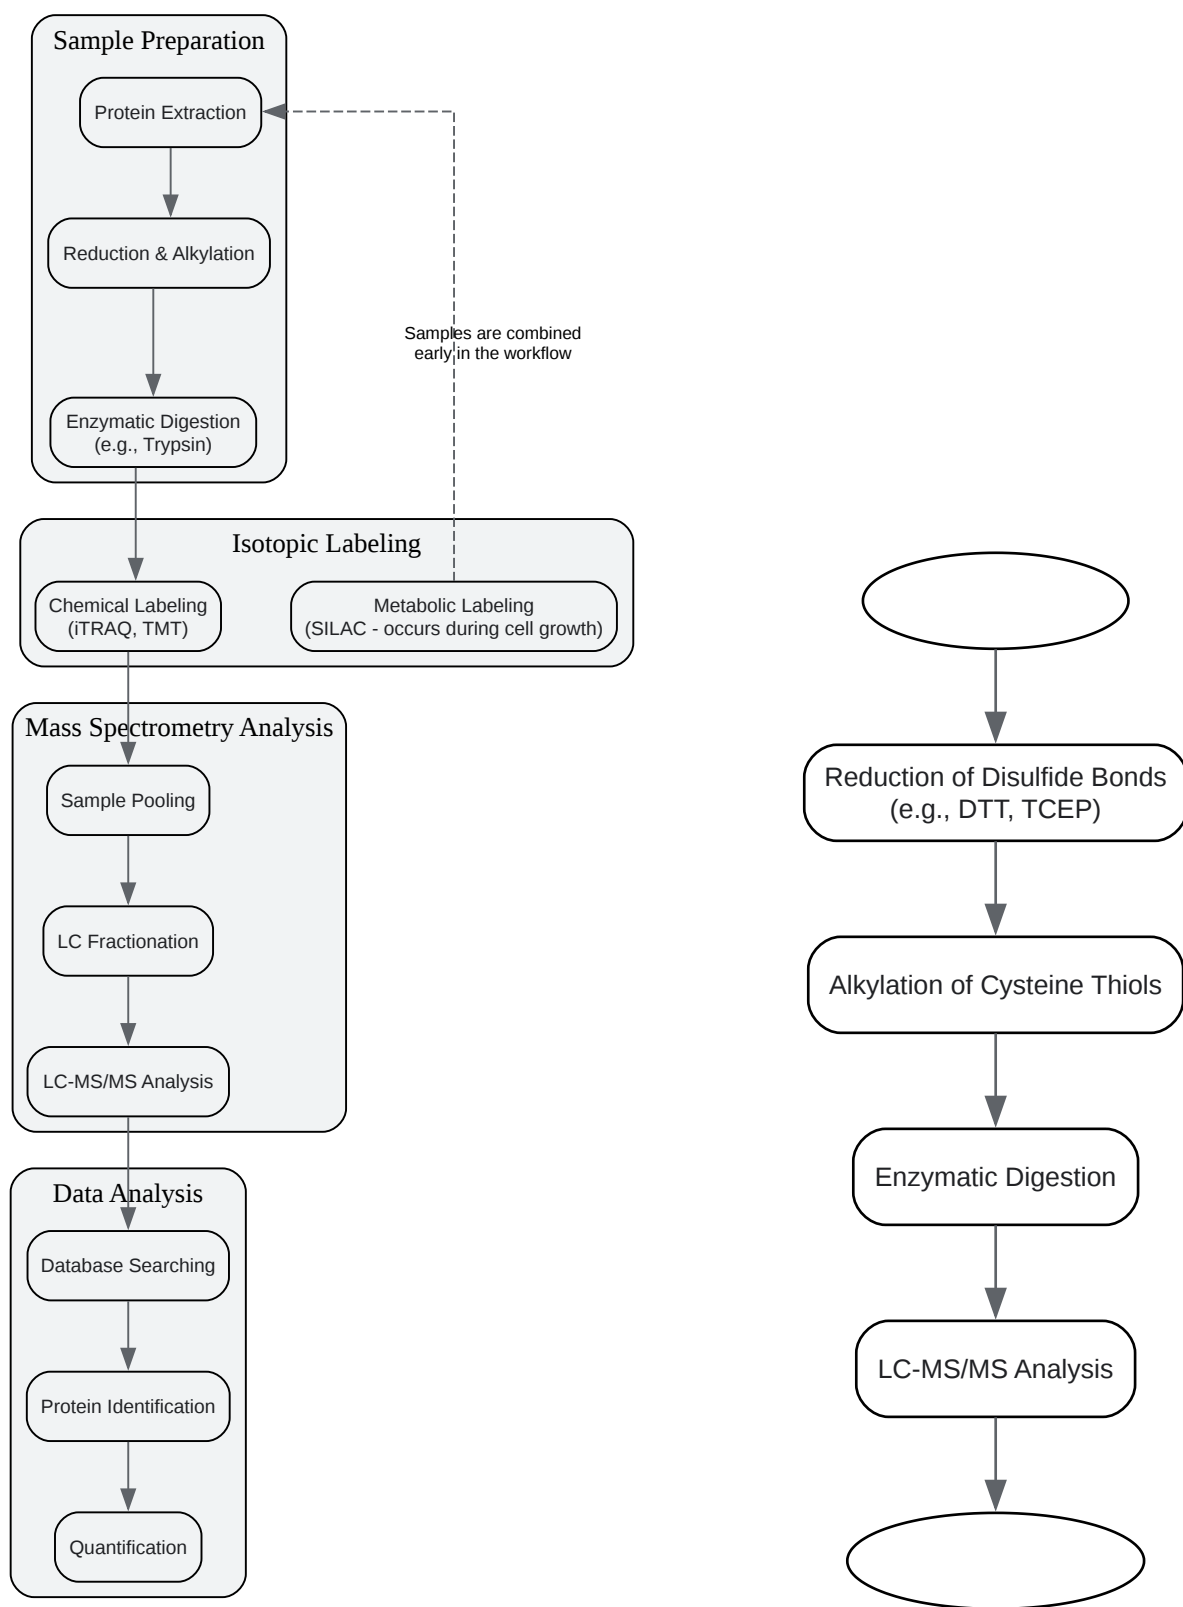 Sample Preparation
Protein Extraction
Reduction & Alkylation
Samples are combined
early in the workflow
Enzymatic Digestion
(e.g., Trypsin)
Isotopic Labeling
Chemical Labeling
(iTRAQ, TMT)
Metabolic Labeling
(SILAC - occurs during cell growth)
Mass Spectrometry Analysis
Sample Pooling
LC Fractionation
LC-MS/MS Analysis
Data Analysis
Database Searching
Protein Identification
Quantification
Reduction of Disulfide Bonds
(e.g., DTT, TCEP)
Alkylation of Cysteine Thiols
Enzymatic Digestion
LC-MS/MS Analysis